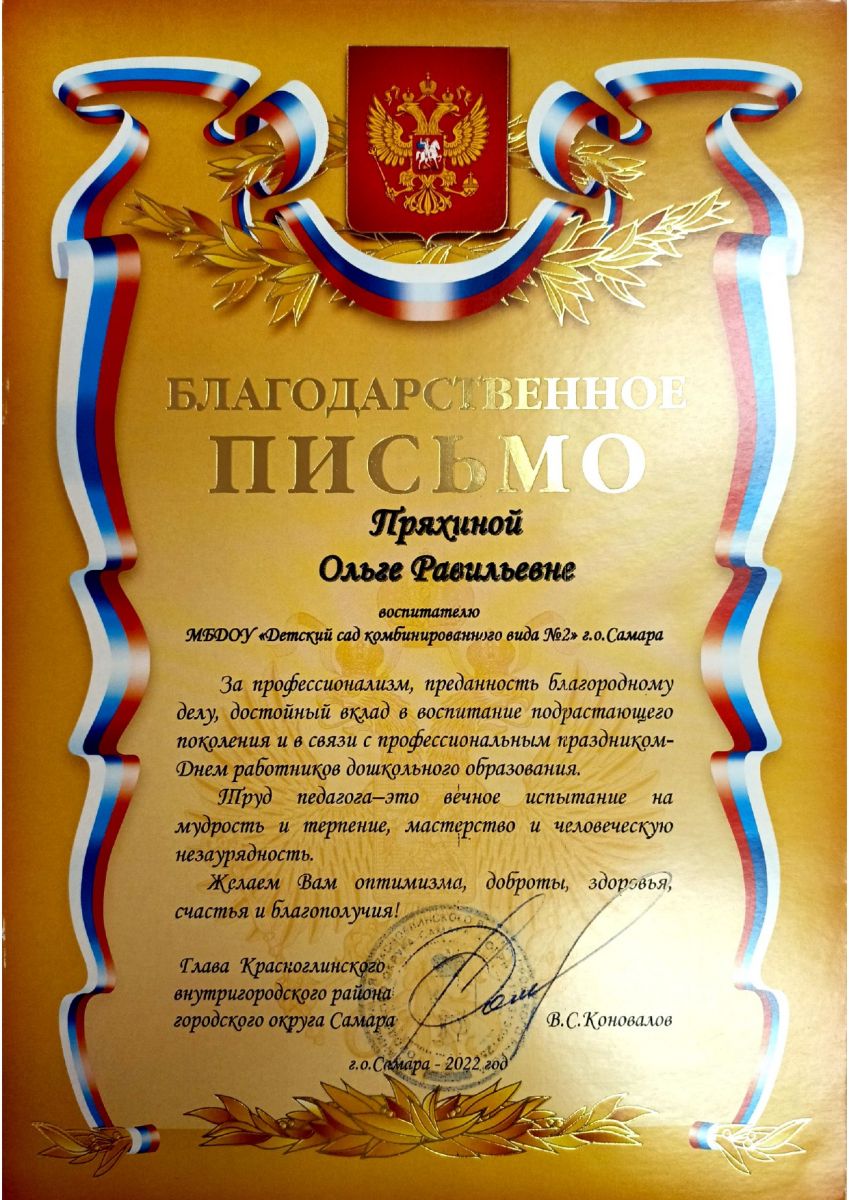 БЛАГОДАРСТВЕННОЕ
ПИСЬМО
Пряхиной
Ольге Равильевне
воспитателю
МБДОУ «Детский сад комбинированного вида №2» г.о.Самара
За профессионализм, преданность благородному
делу, достойный вклад в воспитание подрастающего
поколения и в связи с профессиональным праздником-
Днем работников дошкольного образования.
Труд педагога–это вечное испытание на
мудрость и терпение, мастерство и человеческую
незаурядность.
Желаем Вам оптимизма, доброты, здоровья,
счастья и благополучия!
Глава Красноглинского
внутригородского района
городского округа Самара
В.С.Коновалов
г.о.Самара - 2022 год